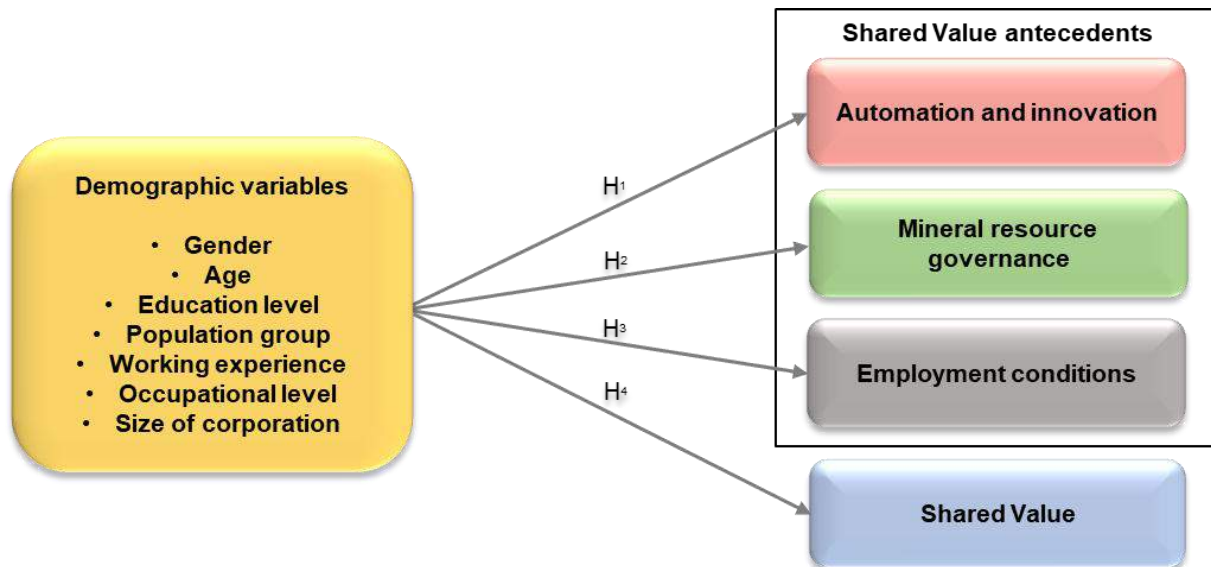 Demographic variables
• Gender
• Age
• Education level
• Population group
• Working experience
• Occupational level
• Size of corporation
H1
H2
H3
H4
Shared Value antecedents
Automation and innovation
Mineral resource
governance
Employment conditions
Shared Value